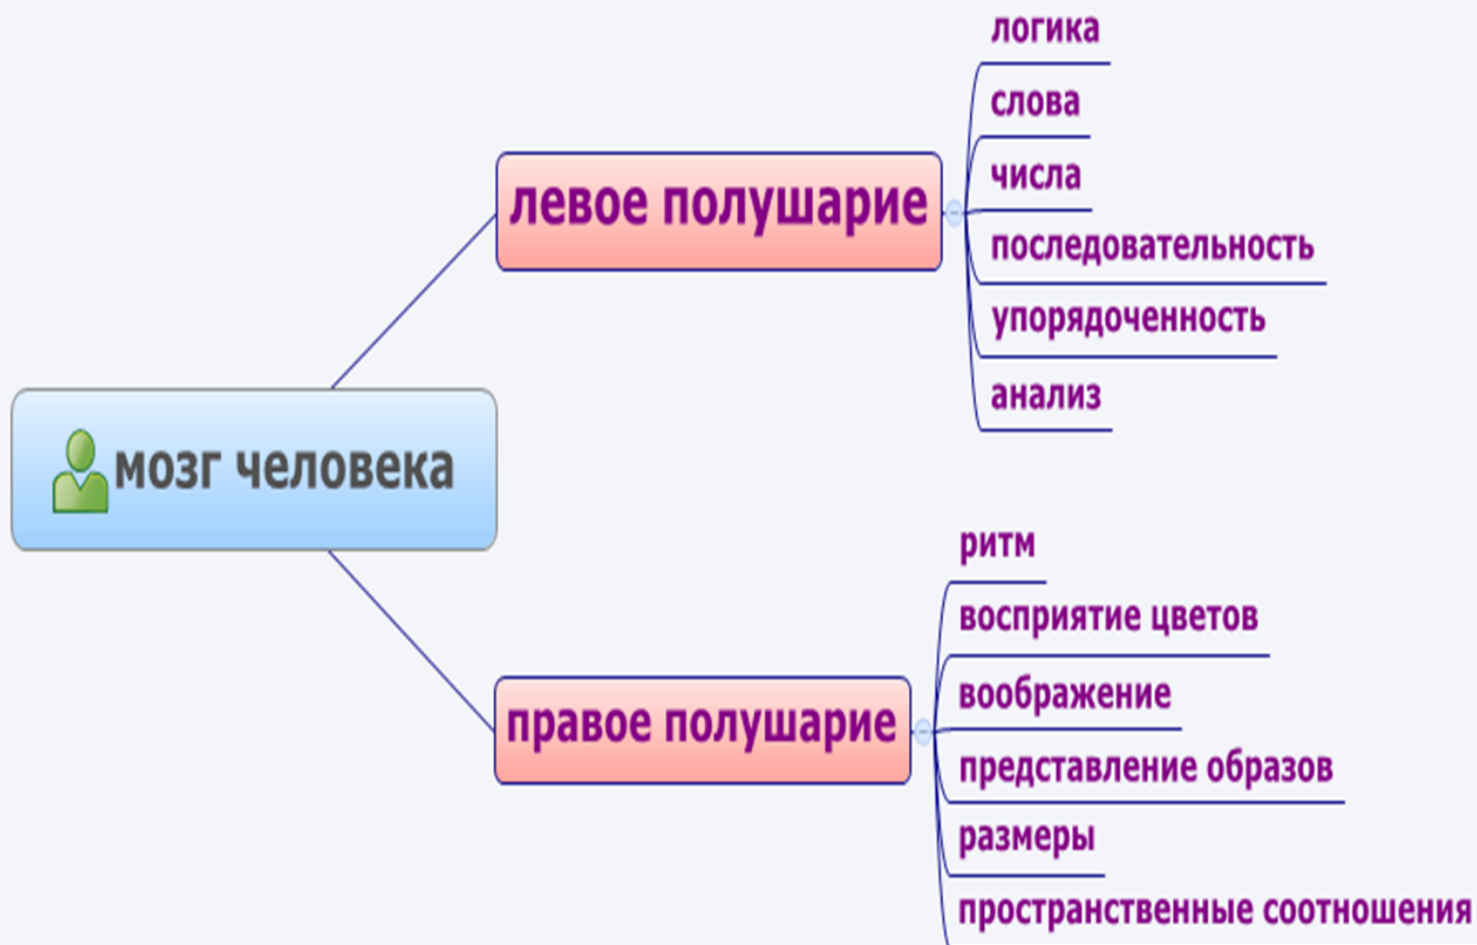 мозг человека
левое полушарие
логика
слова
числа
последовательность
упорядоченность
анализ
правое полушарие
ритм
восприятие цветов
воображение
представление образов
размеры
пространственные соотношения